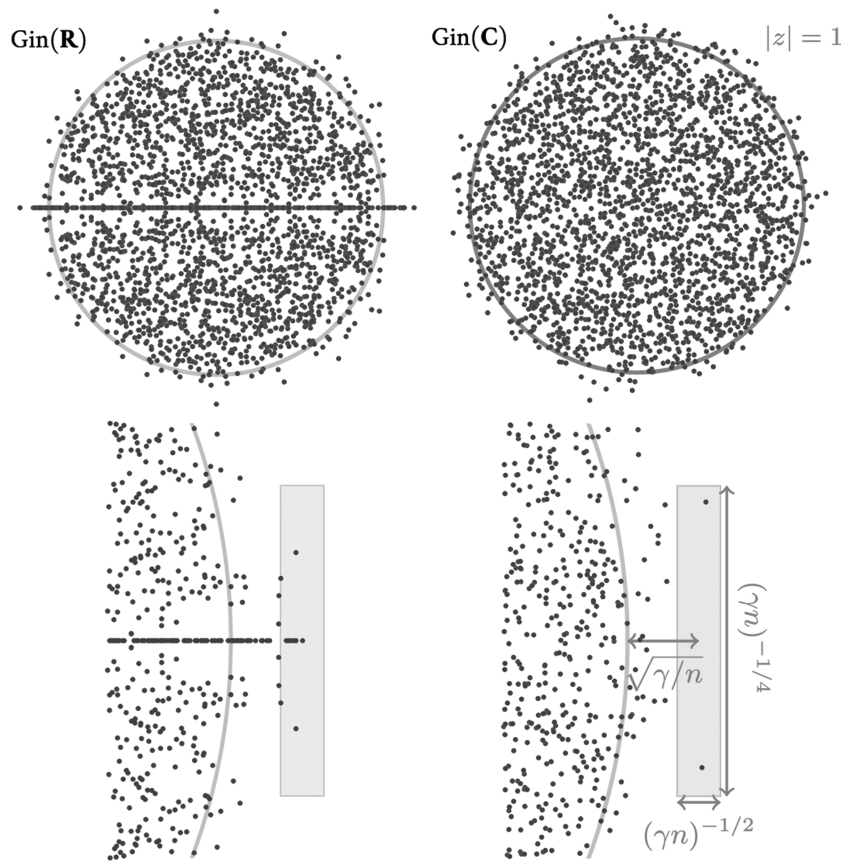 Gin(R)
Gin(C)
|z| = 1
√γ/n
(γn)^{-1/4}
(γn)^{-1/2}